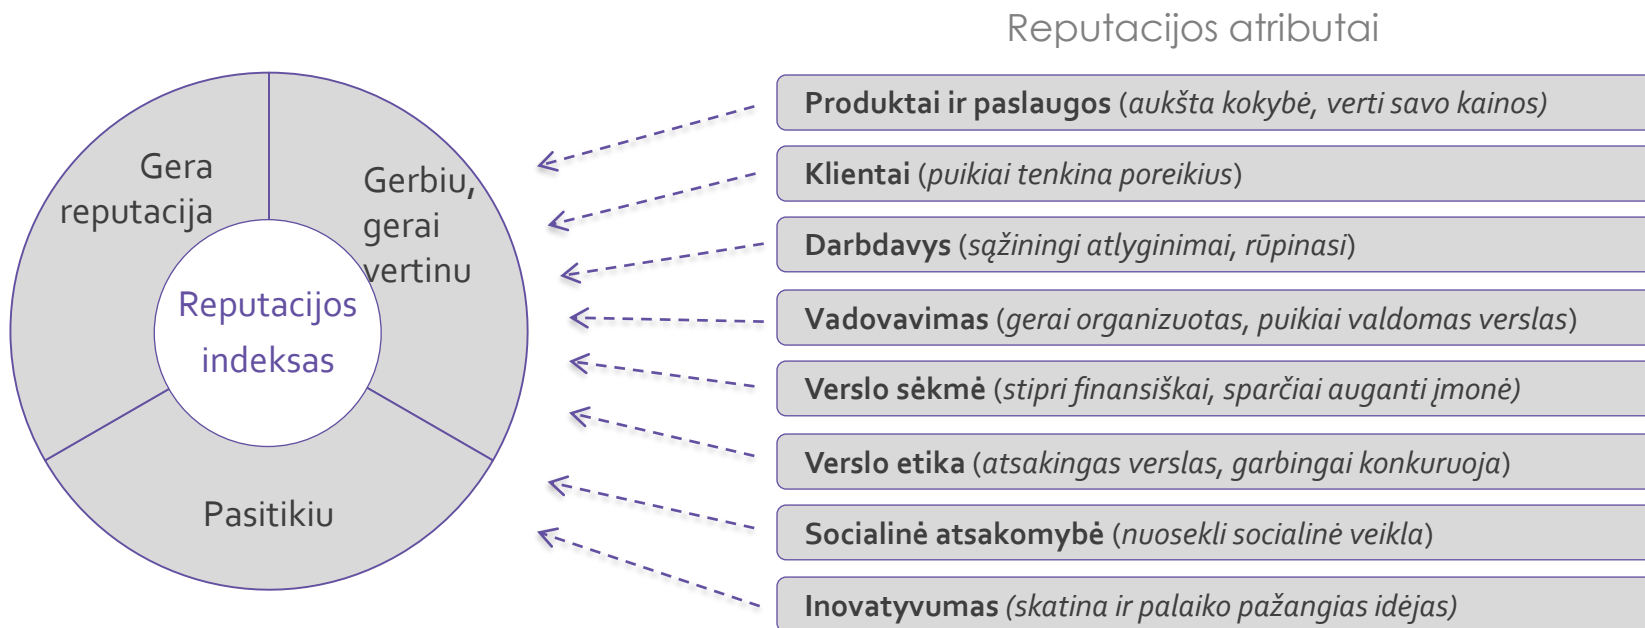 Reputacijos atributai
Gera
reputacija
Gerbiu,
gerai
vertinu
Reputacijos
indeksas
Pasitikiu
Produktai ir paslaugos (aukšta kokybė, verti savo kainos)
Klientai (puikiai tenkina poreikius)
Darbdavys (sąžiningi atlyginimai, rūpinasi)
Vadovavimas (gerai organizuotas, puikiai valdomas verslas)
Verslo sėkmė (stipri finansiškai, sparčiai auganti įmonė)
Verslo etika (atsakingas verslas, garbingai konkuruoja)
Socialinė atsakomybė (nuosekli socialinė veikla)
Inovatyvumas (skatina ir palaiko pažangias idėjas)